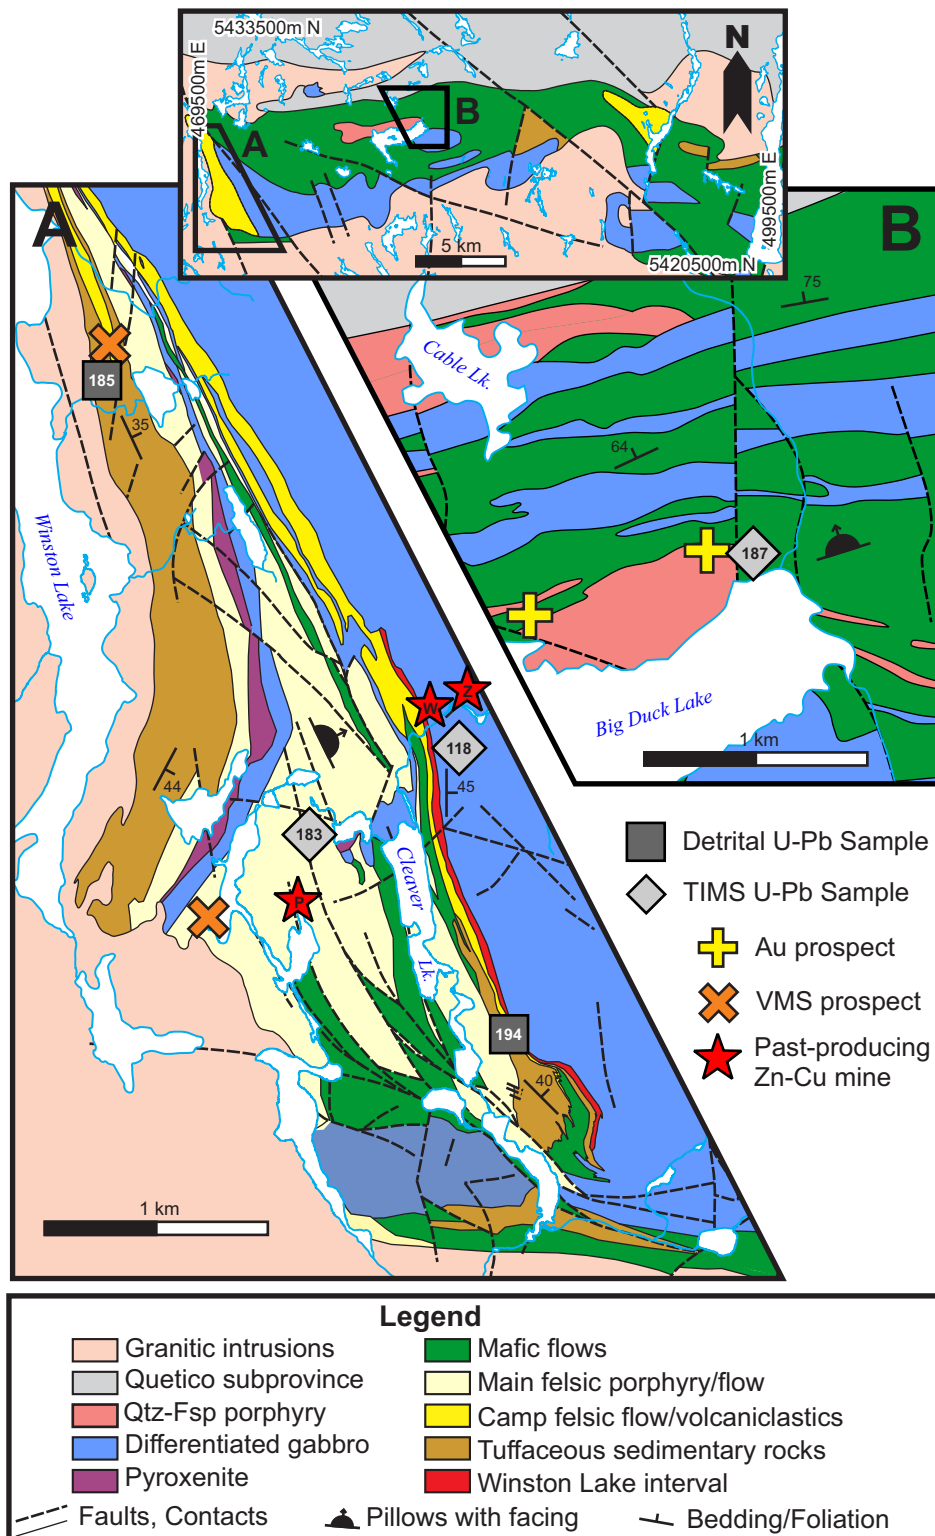 5433500m N
469500m E
N
A
B
499500m E
5 km
5420500m N
A
B
75
Cable Lk.
185
35
64
Winston Lake
187
W
Z
118
Big Duck Lake
1 km
44
45
183
Cleaver
Lk.
P
194
40
1 km
Detrital U-Pb Sample
TIMS U-Pb Sample
Au prospect
VMS prospect
Past-producing
Zn-Cu mine
Legend
Granitic intrusions
Quetico subprovince
Qtz-Fsp porphyry
Differentiated gabbro
Pyroxenite
Mafic flows
Main felsic porphyry/flow
Camp felsic flow/volcaniclastics
Tuffaceous sedimentary rocks
Winston Lake interval
Faults, Contacts
Pillows with facing
Bedding/Foliation